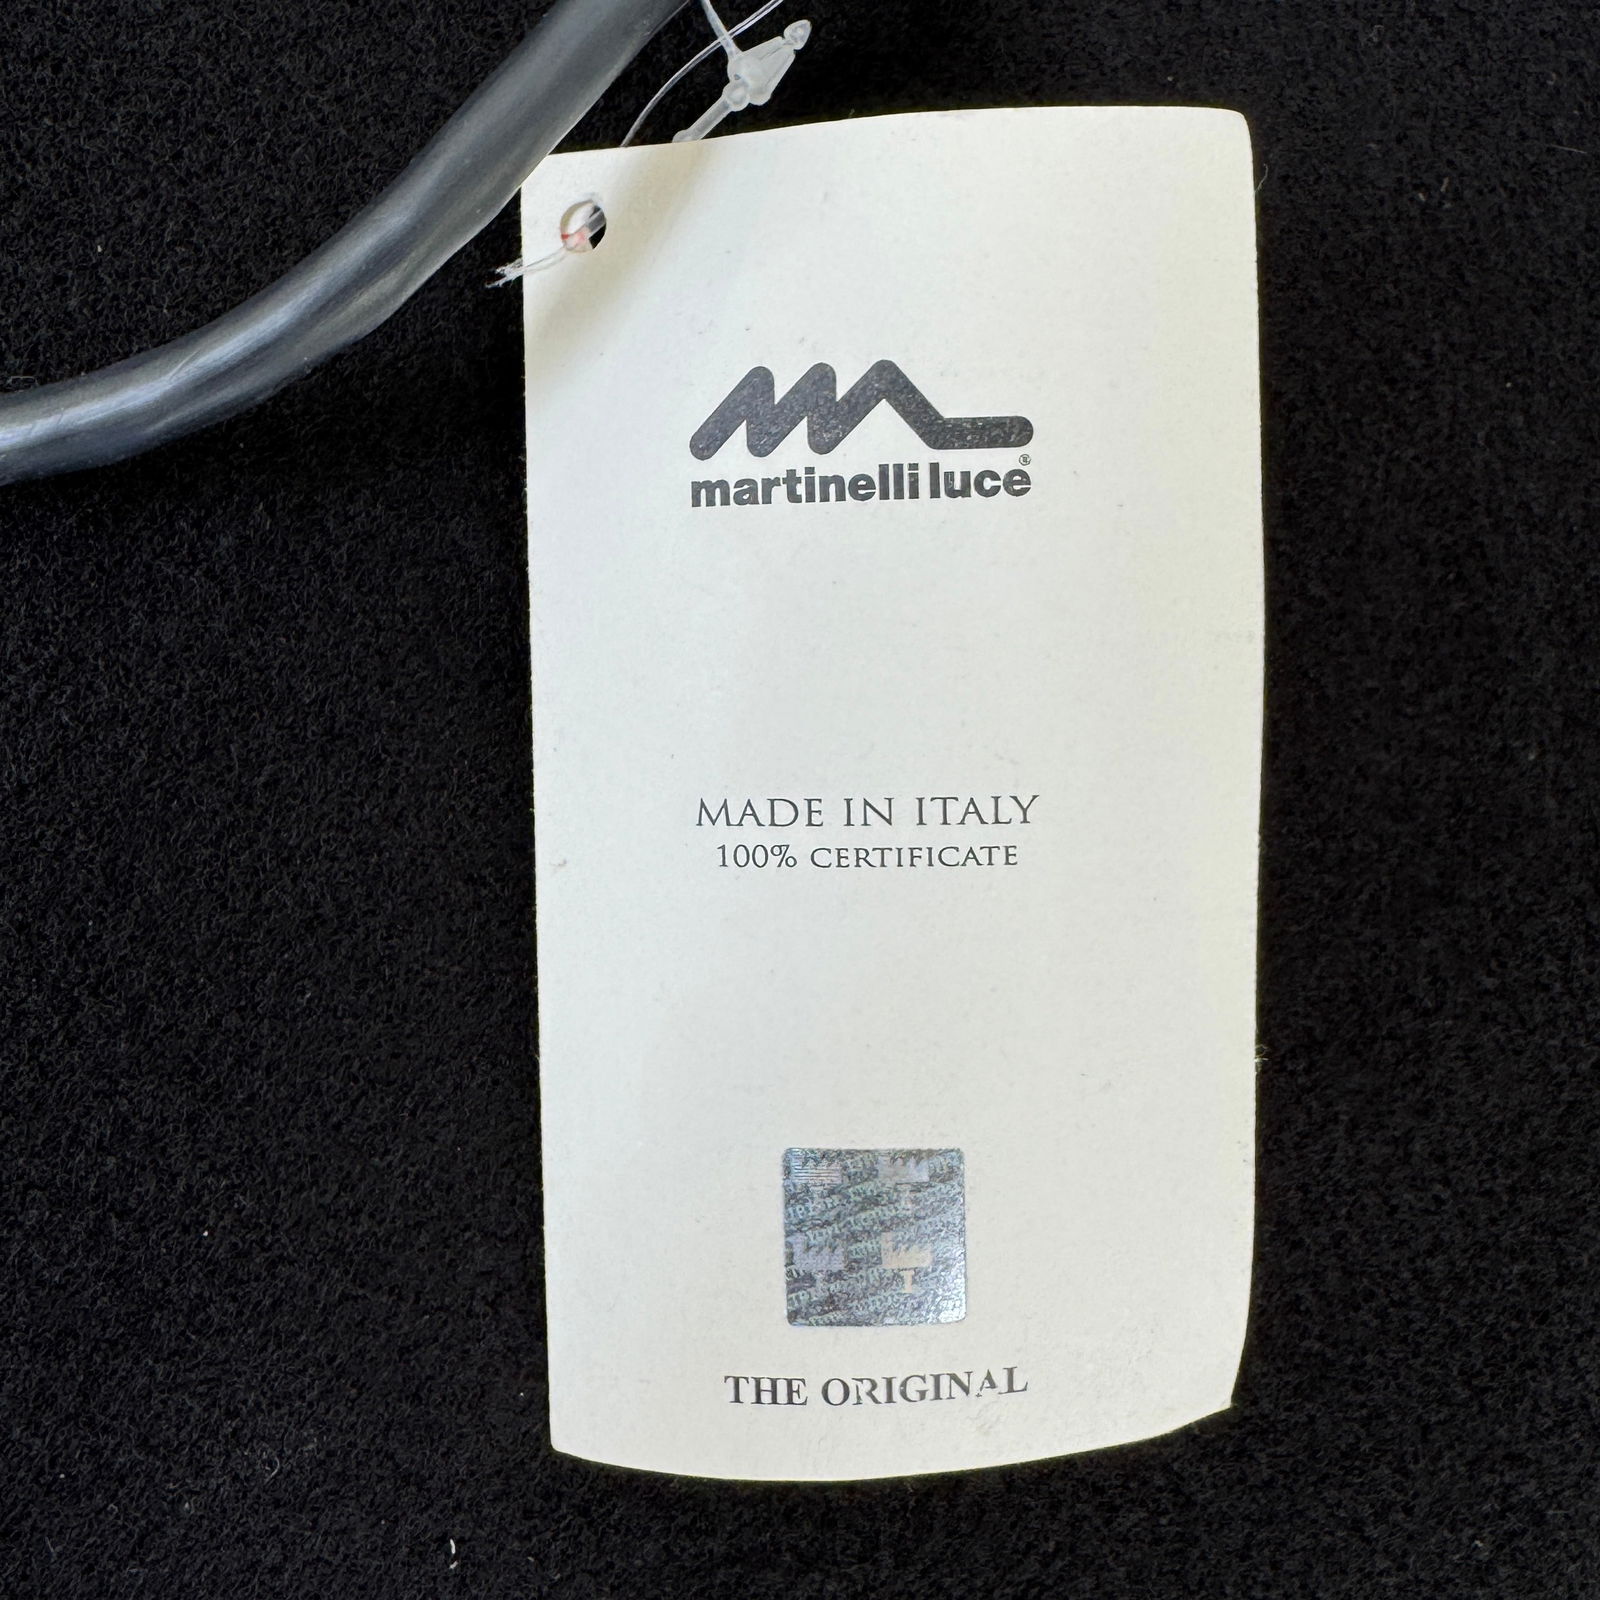 martinelli luce®
MADE IN ITALY
100% CERTIFICATE
THE ORIGINAL